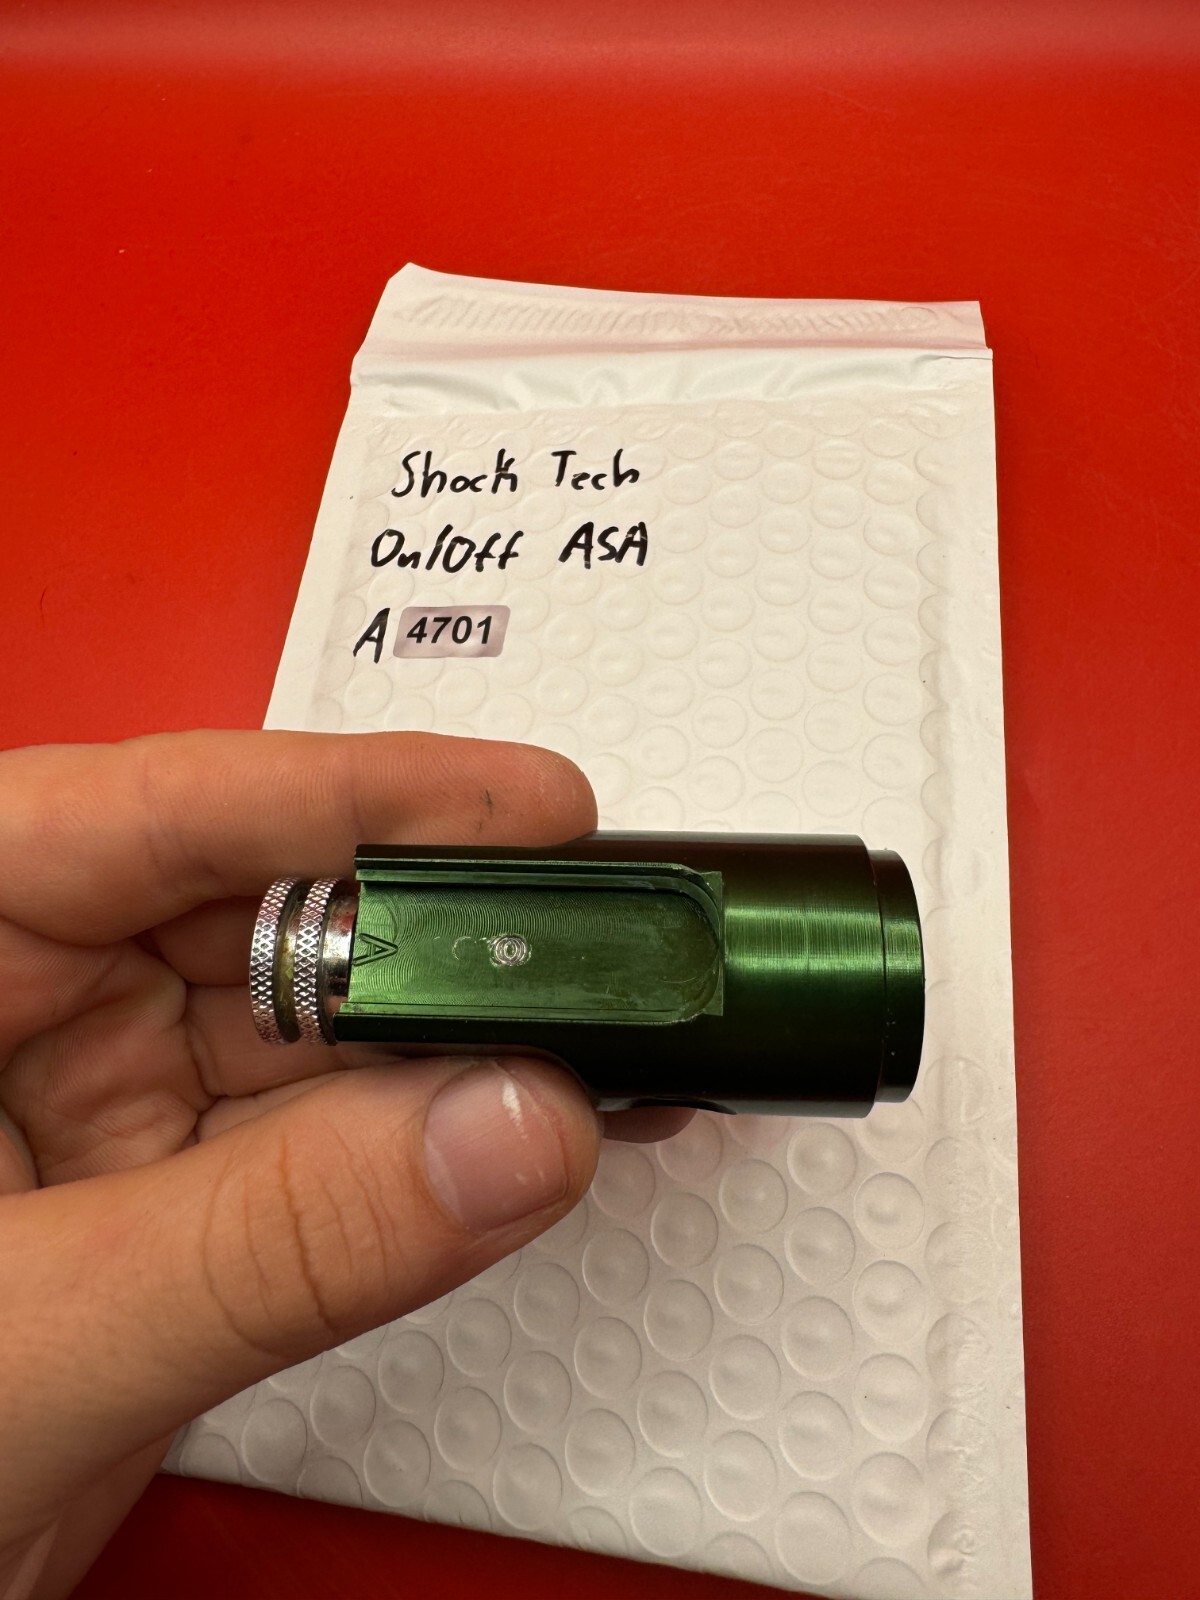 Shock Tech
On/Off ASA
A 4701
A